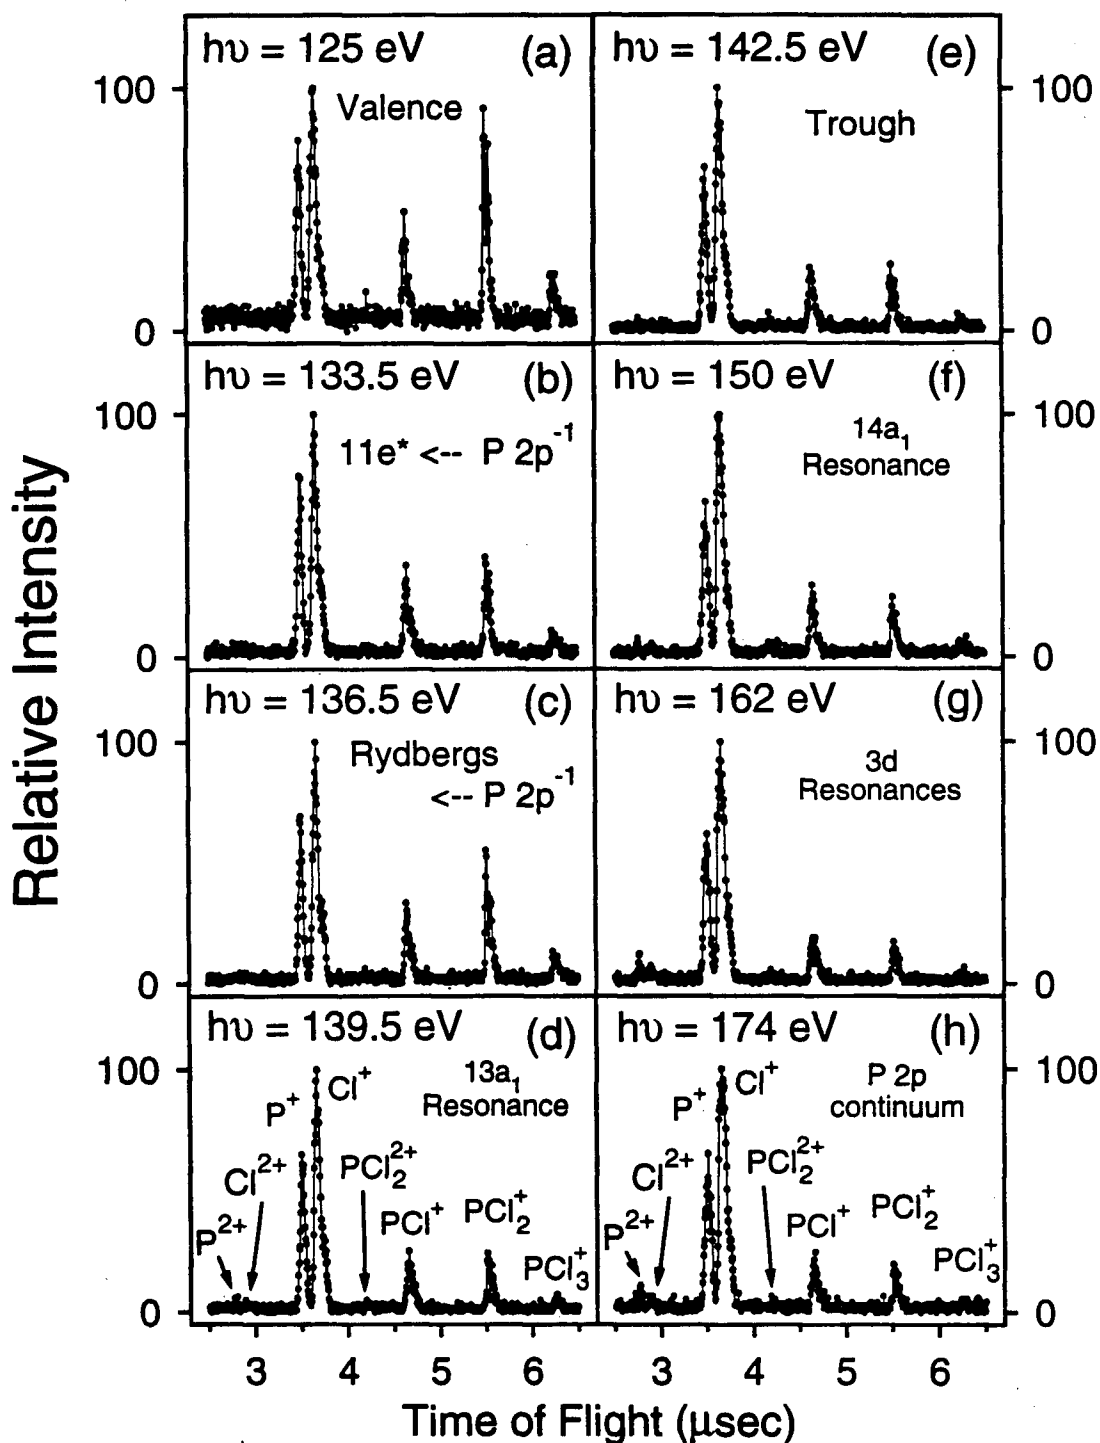 Relative Intensity
hυ = 125 eV (a)
Valence
100
0
hυ = 133.5 eV (b)
11e* <-- P 2p⁻¹
100
0
hυ = 136.5 eV (c)
Rydbergs
<-- P 2p⁻¹
100
0
hυ = 139.5 eV (d)
13a₁
Resonance
100
P⁺
Cl⁺
Cl²⁺
PCl₂²⁺
P²⁺
PCl⁺
PCl₂⁺
PCl₃⁺
0
3 4 5 6
hυ = 142.5 eV (e)
Trough
100
0
hυ = 150 eV (f)
14a₁
Resonance
100
0
hυ = 162 eV (g)
3d
Resonances
100
0
hυ = 174 eV (h)
P 2p
continuum
100
P⁺
Cl⁺
Cl²⁺
PCl₂²⁺
P²⁺
PCl⁺
PCl₂⁺
PCl₃⁺
0
3 4 5 6
Time of Flight (μsec)